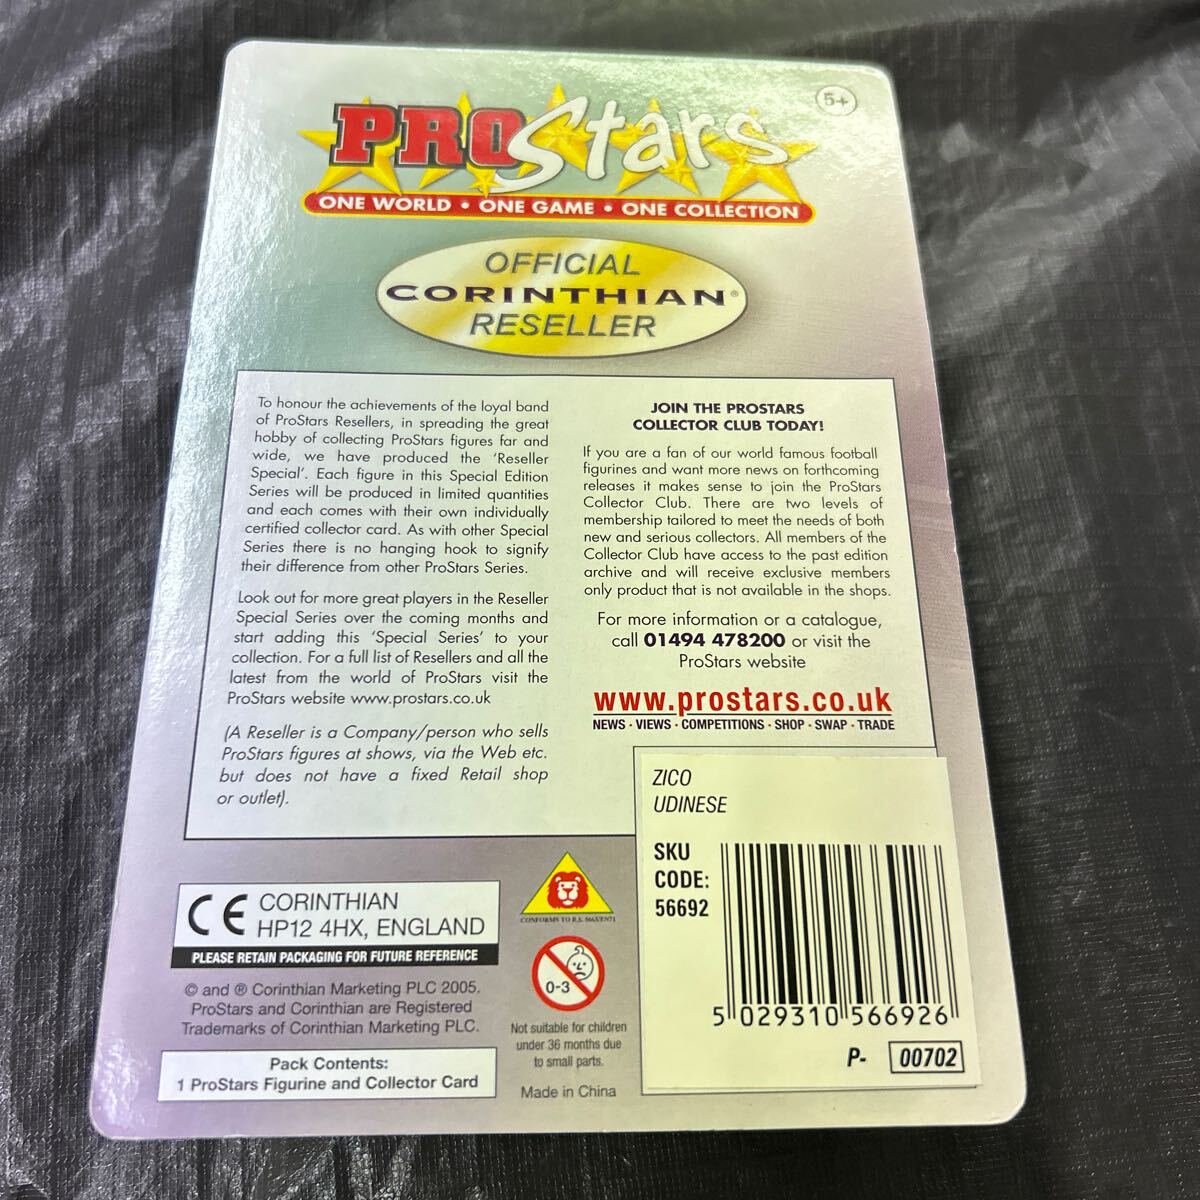 PROStars
5+
ONE WORLD • ONE GAME • ONE COLLECTION
OFFICIAL
CORINTHIAN®
RESELLER
To honour the achievements of the loyal band
of ProStars Resellers, in spreading the great
hobby of collecting ProStars figures far and
wide, we have produced the ‘Reseller
Special’. Each figure in this Special Edition
Series will be produced in limited quantities
and each comes with their own individually
certified collector card. As with other Special
Series there is no hanging hook to signify
their difference from other ProStars Series.
Look out for more great players in the Reseller
Special Series over the coming months and
start adding this ‘Special Series’ to your
collection. For a full list of Resellers and all the
latest from the world of ProStars visit the
ProStars website www.prostars.co.uk
(A Reseller is a Company/person who sells
ProStars figures at shows, via the Web etc.
but does not have a fixed Retail shop
or outlet).
JOIN THE PROSTARS
COLLECTOR CLUB TODAY!
If you are a fan of our world famous football
figurines and want more news on forthcoming
releases it makes sense to join the ProStars
Collector Club. There are two levels of
membership tailored to meet the needs of both
new and serious collectors. All members of the
Collector Club have access to the past edition
archive and will receive exclusive members
only product that is not available in the shops.
For more information or a catalogue,
call 01494 478200 or visit the
ProStars website
www.prostars.co.uk
NEWS · VIEWS · COMPETITIONS · SHOP · SWAP · TRADE
ZICO
UDINESE
SKU
CODE:
56692
5 029310 566926
P- 00702
CE CORINTHIAN
HP12 4HX, ENGLAND
PLEASE RETAIN PACKAGING FOR FUTURE REFERENCE
© and ® Corinthian Marketing PLC 2005.
ProStars and Corinthian are Registered
Trademarks of Corinthian Marketing PLC.
Pack Contents:
1 ProStars Figurine and Collector Card
CONFORMS TO B.S. 5665/EN71
0-3
Not suitable for children
under 36 months due
to small parts.
Made in China